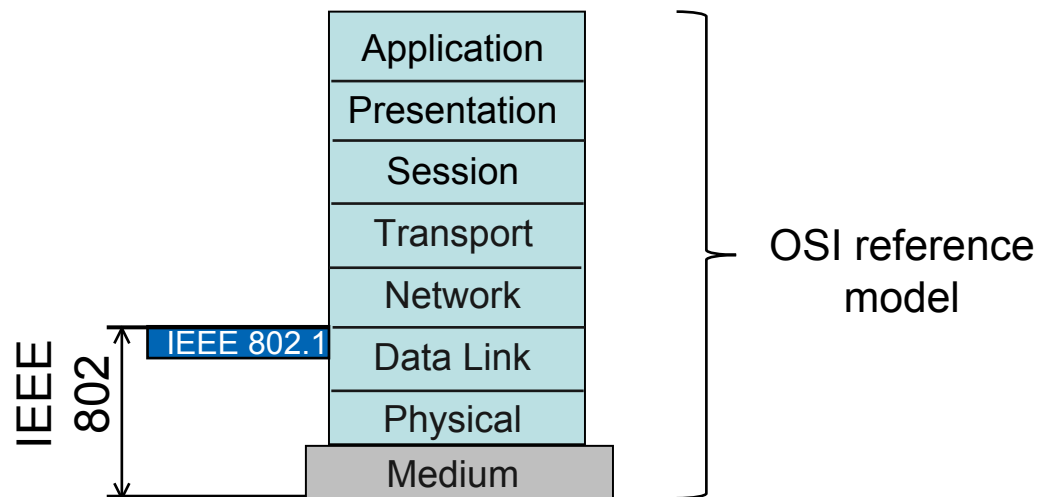 Application
Presentation
Session
Transport
Network
IEEE 802.1
Data Link
Physical
Medium
IEEE
802
OSI reference
model